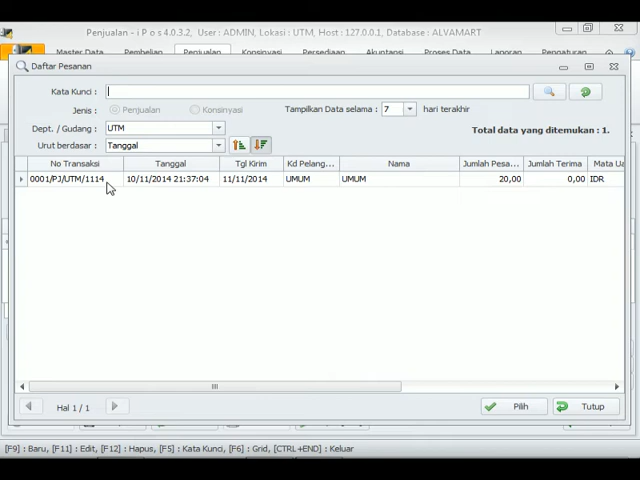 Penjualan - i P o s 4.0.3.2, User : ADMIN, Lokasi : UTM, Host : 127.0.0.1, Database : ALVAMART
Master Data Pembelian Penjualan Konsinyasi Persediaan Akuntansi Proses Data Laporan Pengaturan
Daftar Pesanan
Kata Kunci :
Jenis : Penjualan Konsinyasi Tampilkan Data selama : 7 hari terakhir
Dept. / Gudang : UTM
Total data yang ditemukan : 1.
Urut berdasar : Tanggal
No Transaksi Tanggal Tgl Kirim Kd Pelang... Nama Jumlah Pesa... Jumlah Terima Mata Ua
0001/PJ/UTM/1114 10/11/2014 21:37:04 11/11/2014 UMUM UMUM 20,00 0,00 IDR
Hal 1 / 1
Pilih Tutup
[F9] : Baru, [F11] : Edit, [F12] : Hapus, [F5] : Kata Kunci, [F6] : Grid, [CTRL+END] : Keluar